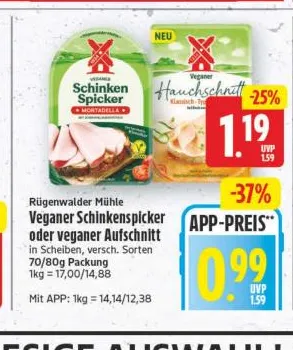 NEU
VEGANER
Schinken
Spicker
• MORTADELLA •
Veganer
Hauchschnitt
Klassisch-Typ
-25%
1.19
UVP
1.59
-37%
APP-PREIS**
0.99
UVP
1.59
Rügenwalder Mühle
Veganer Schinkenspicker
oder veganer Aufschnitt
in Scheiben, versch. Sorten
70/80g Packung
1kg = 17,00/14,88
Mit APP: 1kg = 14,14/12,38